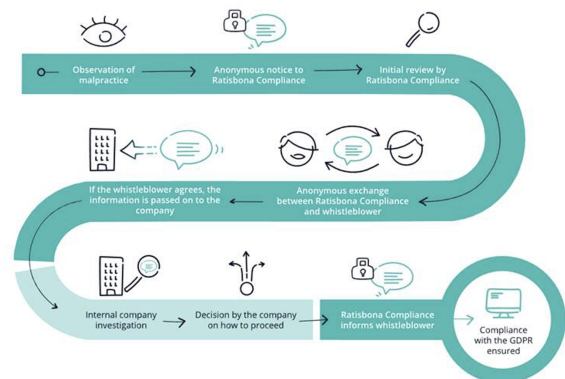 Observation of
malpractice
Anonymous notice to
Ratisbona Compliance
Initial review by
Ratisbona Compliance
If the whistleblower agrees, the
information is passed on to the
company
Anonymous exchange
between Ratisbona Compliance
and whistleblower
Internal company
investigation
Decision by the company
on how to proceed
Ratisbona Compliance
informs whistleblower
Compliance
with the GDPR
ensured